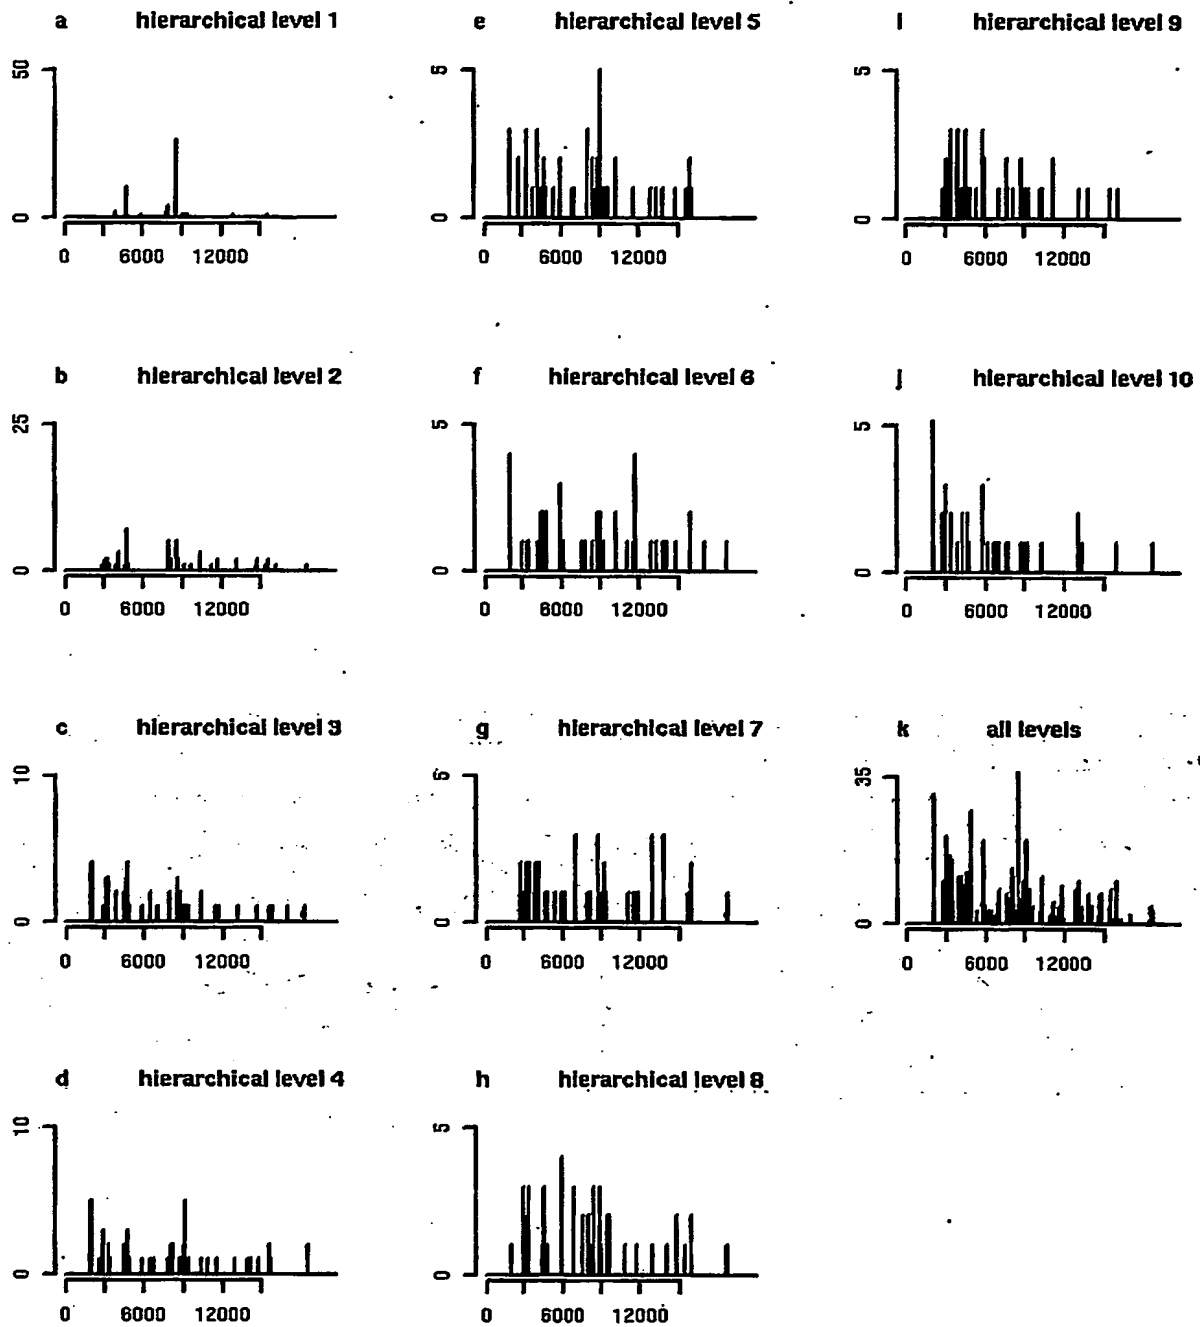 a hierarchical level 1
50
0
0 6000 12000
b hierarchical level 2
25
0
0 6000 12000
c hierarchical level 3
10
0
0 6000 12000
d hierarchical level 4
10
0
0 6000 12000
e hierarchical level 5
5
0
0 6000 12000
f hierarchical level 6
5
0
0 6000 12000
g hierarchical level 7
5
0
0 6000 12000
h hierarchical level 8
5
0
0 6000 12000
i hierarchical level 9
5
0
0 6000 12000
j hierarchical level 10
5
0
0 6000 12000
k all levels
35
0
0 6000 12000